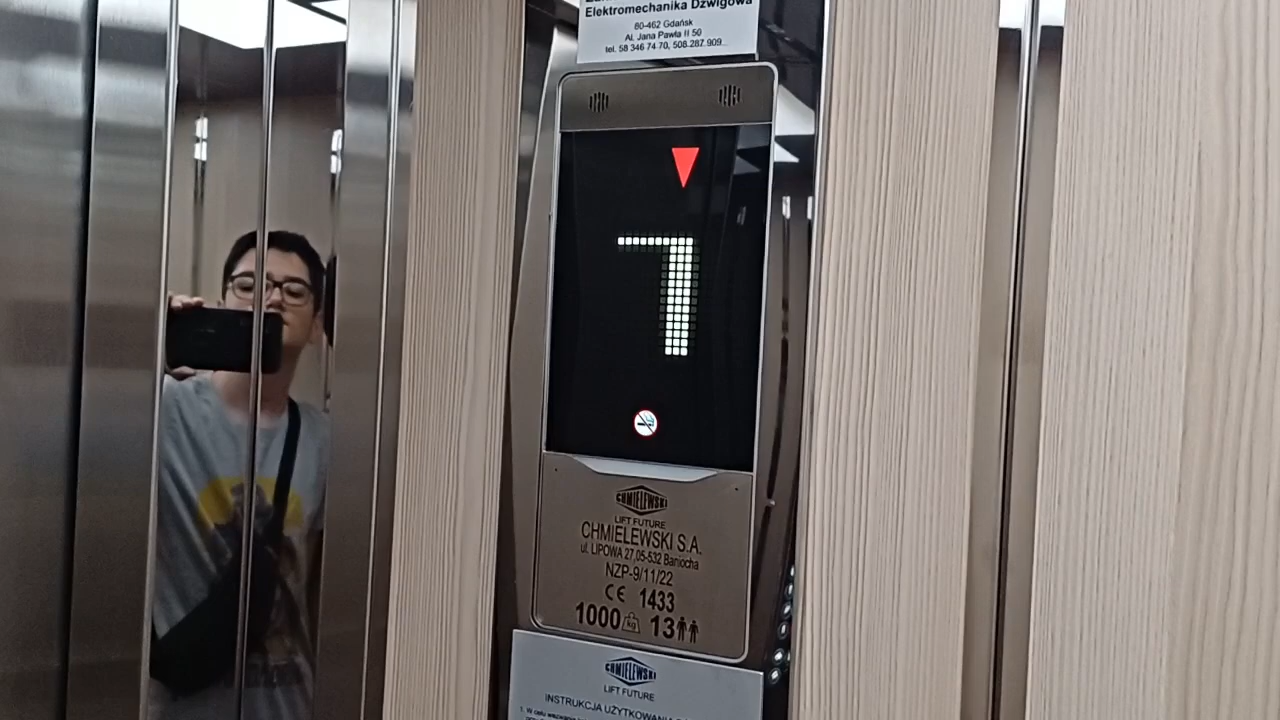 Elektromechanika Dźwigowa
80-462 Gdańsk
Al. Jana Pawła II 50
tel. 58 346 74 70, 508 287 909
7
CHMIELEWSKI
LIFT FUTURE
CHMIELEWSKI S.A.
ul. LIPOWA 27,05-532 Baniocha
NZP-9/11/22
CE 1433
1000 kg 13
CHMIELEWSKI
LIFT FUTURE
INSTRUKCJA UŻYTKOWANIA
1. W celu